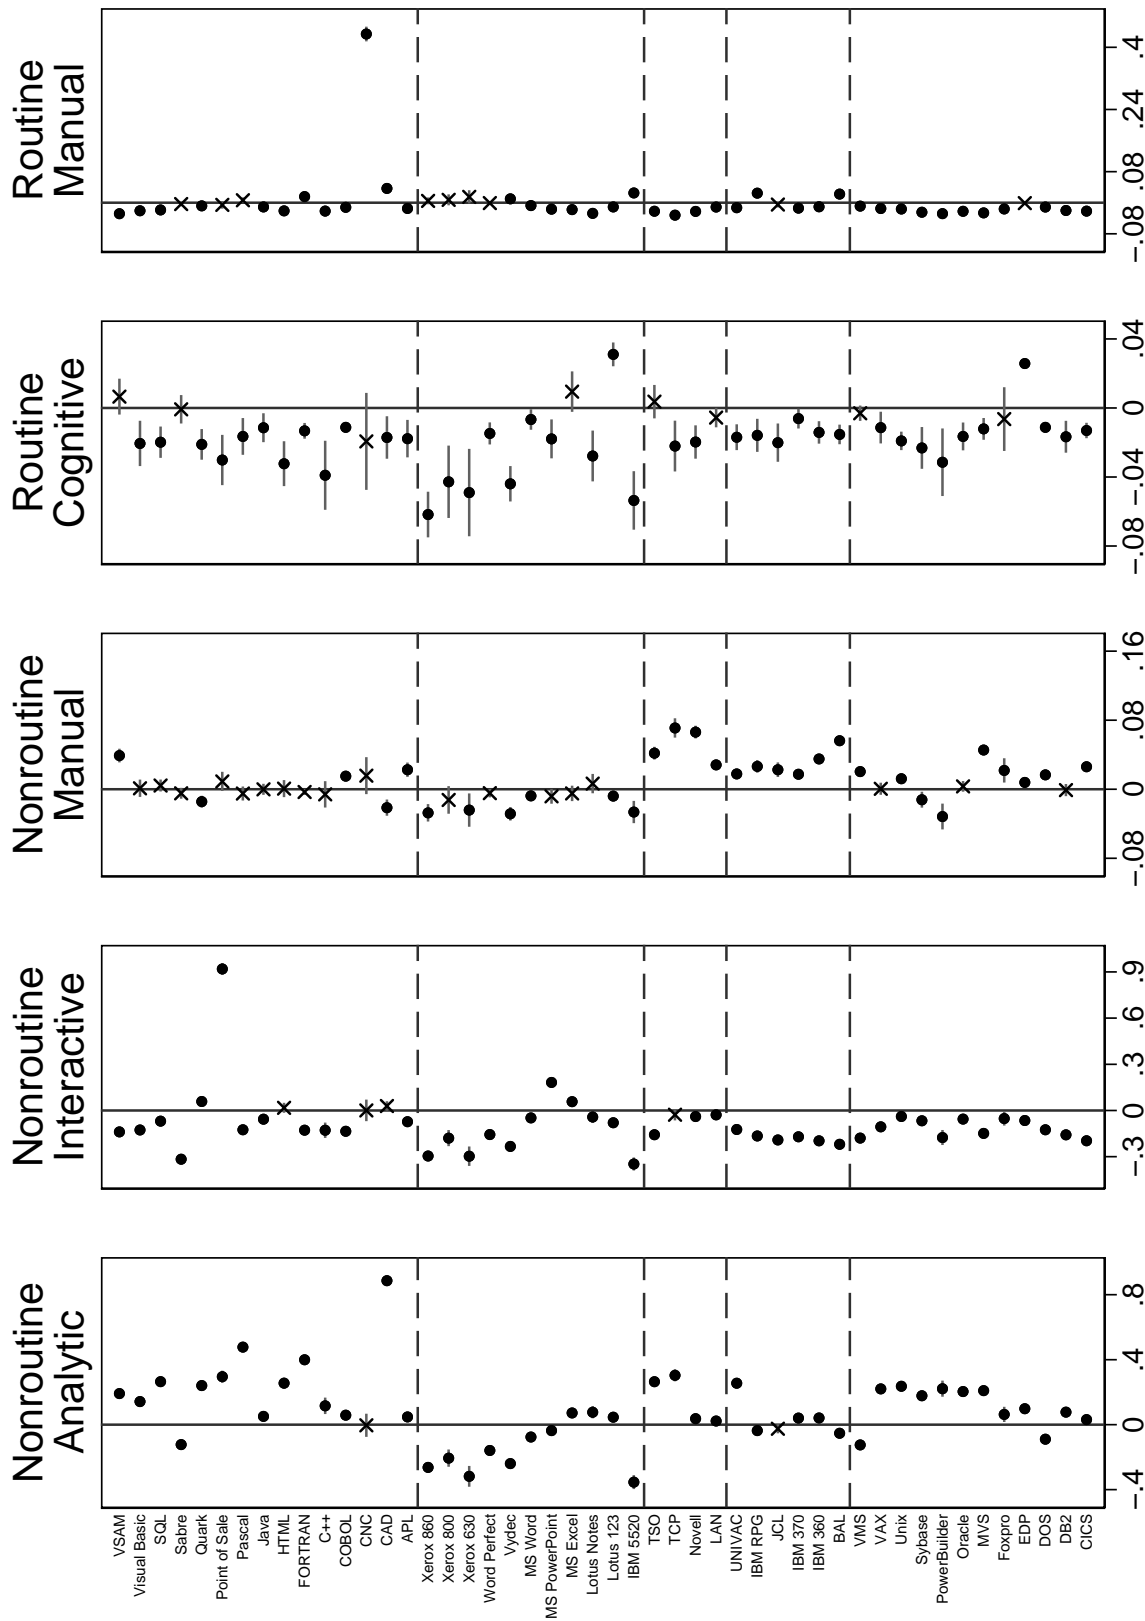 Nonroutine
Analytic
Nonroutine
Interactive
Nonroutine
Manual
Routine
Cognitive
Routine
Manual
VSAM
Visual Basic
SQL
Sabre
Quark
Point of Sale
Pascal
Java
HTML
FORTRAN
C++
COBOL
CNC
CAD
APL
Xerox 860
Xerox 800
Xerox 630
Word Perfect
Vydec
MS Word
MS PowerPoint
MS Excel
Lotus Notes
Lotus 123
IBM 5520
TSO
TCP
Novell
LAN
UNIVAC
IBM RPG
JCL
IBM 370
IBM 360
BAL
VMS
VAX
Unix
Sybase
PowerBuilder
Oracle
MVS
Foxpro
EDP
DOS
DB2
CICS
−.4 0 .4 .8
−.3 0 .3 .6 .9
−.08 0 .08 .16
−.08 −.04 0 .04
−.08 .08 .24 .4